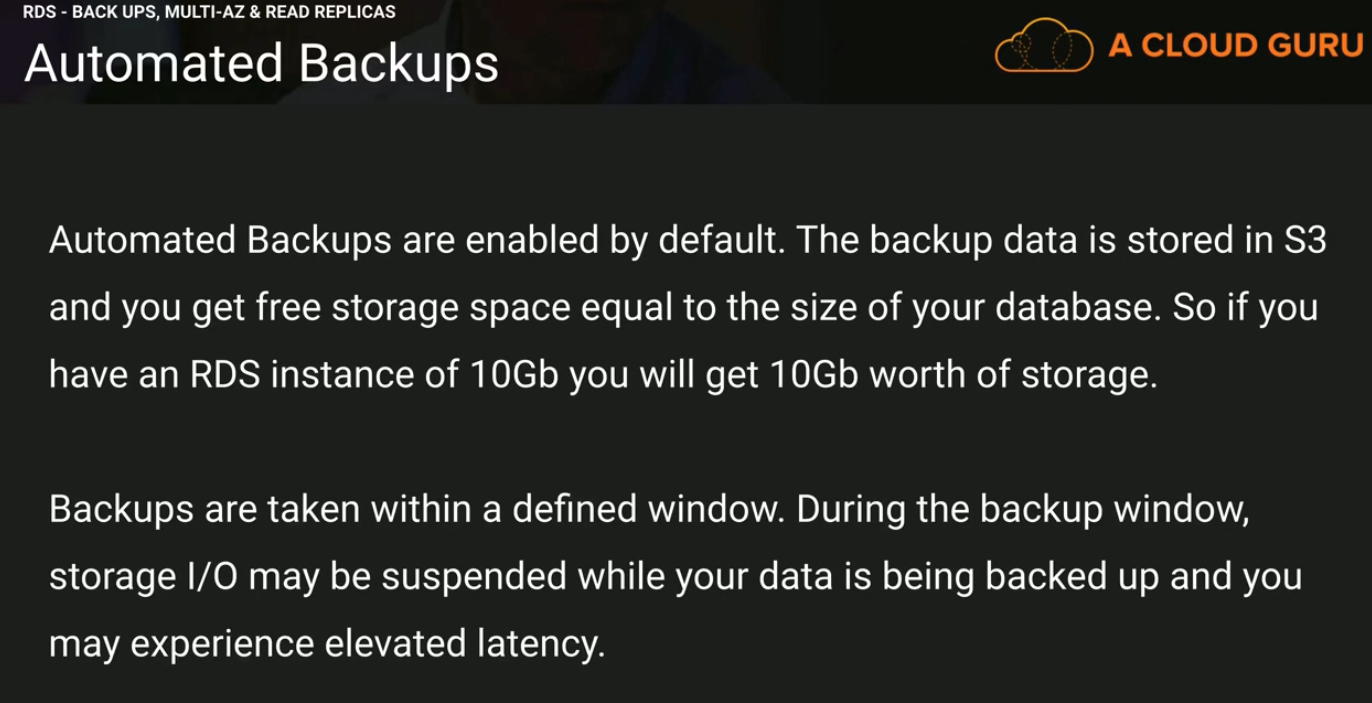 RDS - BACK UPS, MULTI-AZ & READ REPLICAS
Automated Backups
A CLOUD GURU
Automated Backups are enabled by default. The backup data is stored in S3
and you get free storage space equal to the size of your database. So if you
have an RDS instance of 10Gb you will get 10Gb worth of storage.
Backups are taken within a defined window. During the backup window,
storage I/O may be suspended while your data is being backed up and you
may experience elevated latency.